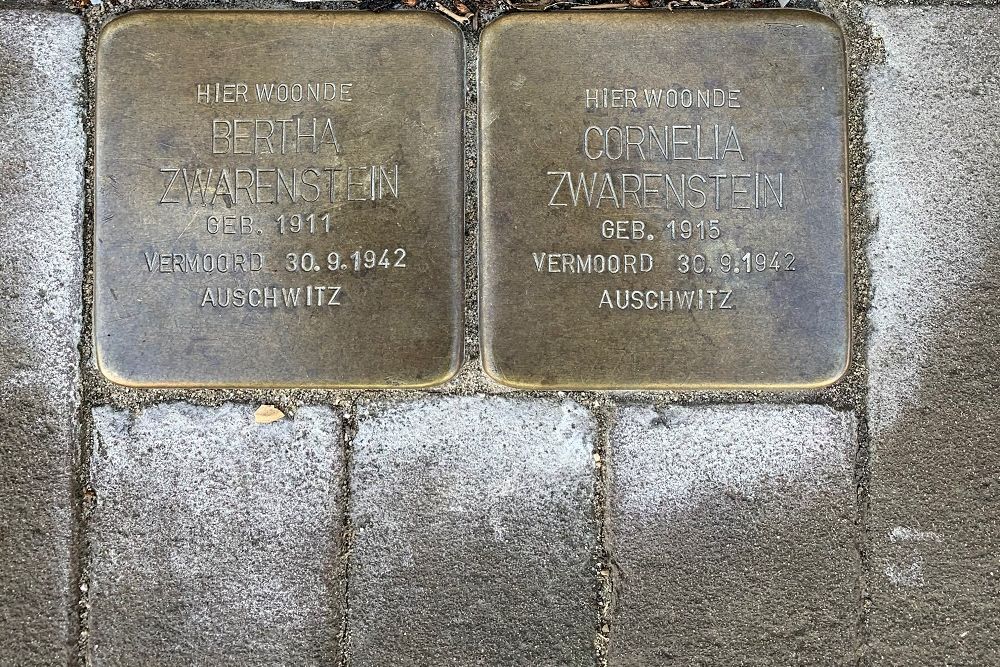 HIER WOONDE
BERTHA
ZWARENSTEIN
GEB. 1911
VERMOORD 30.9.1942
AUSCHWITZ
HIER WOONDE
CORNELIA
ZWARENSTEIN
GEB. 1915
VERMOORD 30.9.1942
AUSCHWITZ